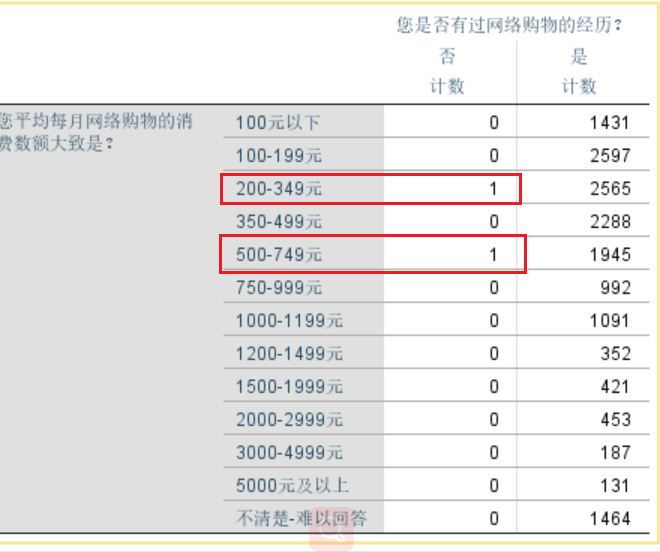 您是否有过网络购物的经历？
否 是
计数 计数
您平均每月网络购物的消
费数额大致是？
100元以下 0 1431
100-199元 0 2597
200-349元 1 2565
350-499元 0 2288
500-749元 1 1945
750-999元 0 992
1000-1199元 0 1091
1200-1499元 0 352
1500-1999元 0 421
2000-2999元 0 453
3000-4999元 0 187
5000元及以上 0 131
不清楚-难以回答 0 1464